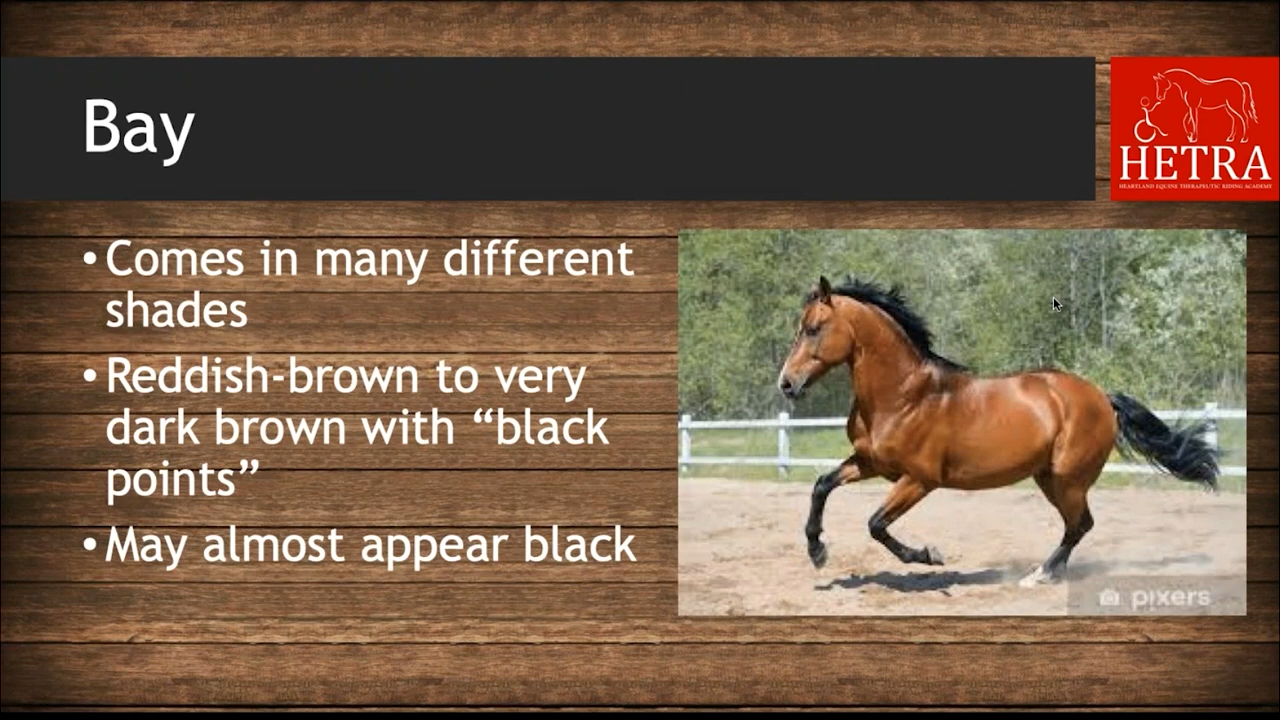 Bay
HETRA
HEARTLAND EQUINE THERAPEUTIC RIDING ACADEMY
• Comes in many different
shades
• Reddish-brown to very
dark brown with “black
points”
• May almost appear black
pixers